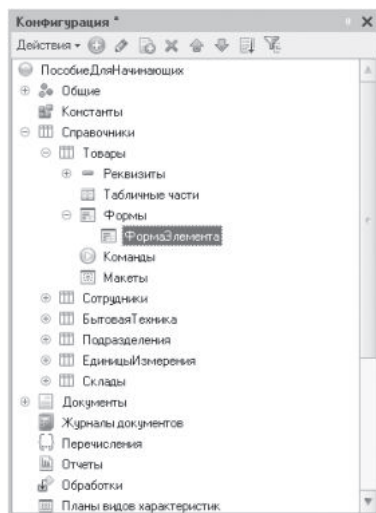 Конфигурация *
Действия
ПособиеДляНачинающих
Общие
Константы
Справочники
Товары
Реквизиты
Табличные части
Формы
ФормаЭлемента
Команды
Макеты
Сотрудники
БытоваяТехника
Подразделения
ЕдиницыИзмерения
Склады
Документы
Журналы документов
Перечисления
Отчеты
Обработки
Планы видов характеристик